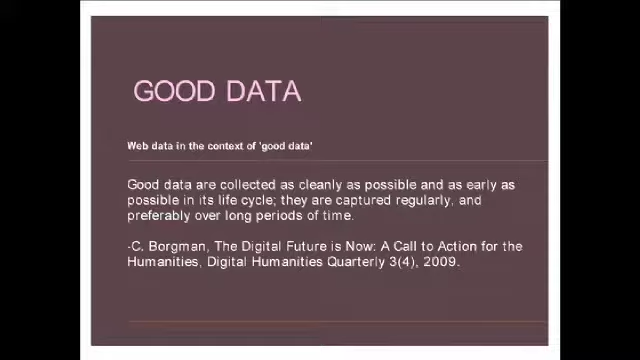 GOOD DATA
Web data in the context of 'good data'
Good data are collected as cleanly as possible and as early as
possible in its life cycle; they are captured regularly, and
preferably over long periods of time.
-C. Borgman, The Digital Future is Now: A Call to Action for the
Humanities, Digital Humanities Quarterly 3(4), 2009.